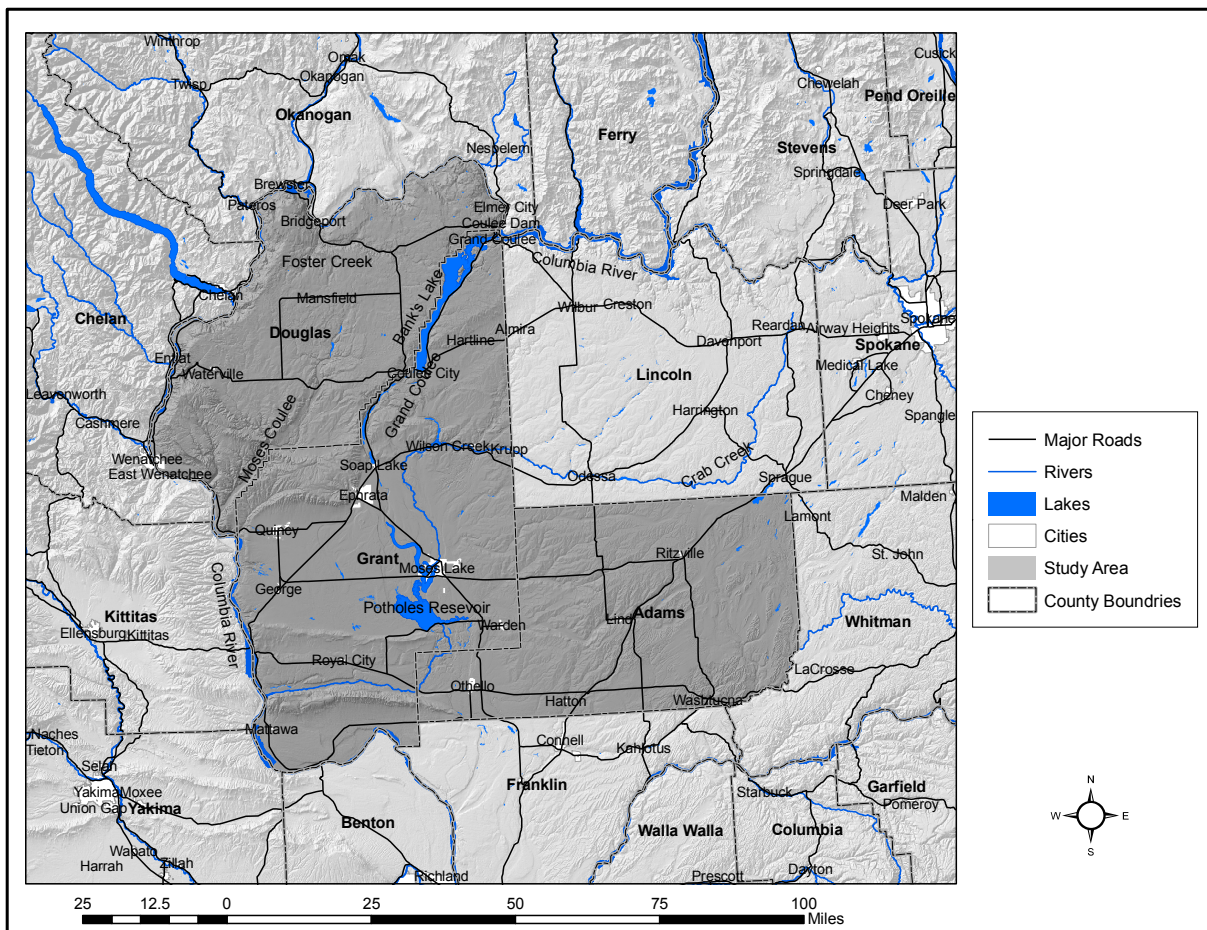 Winthrop
Omak
Cusick
Okanogan
Twisp
Chewelah
Pend Oreille
Okanogan
Ferry
Stevens
Nespelem
Springdale
Brewster
Pateros
Elmer City
Deer Park
Bridgeport
Coulee Dam
Grand Coulee
Foster Creek
Columbia River
Chelan
Mansfield
Wilbur
Creston
Chelan
Bank's Lake
Spokane
Douglas
Almira
Reardan
Airway Heights
Hartline
Davenport
Spokane
Entiat
Waterville
Coulee City
Grand Coulee
Lincoln
Medical Lake
Leavenworth
Cheney
Cashmere
Harrington
Spangle
Moses Coulee
Wilson Creek
Krupp
Wenatchee
East Wenatchee
Soap Lake
Odessa
Crab Creek
Sprague
Ephrata
Malden
Lamont
Quincy
Grant
Ritzville
St. John
Moses Lake
Columbia River
George
Potholes Resevoir
Kittitas
Lind
Adams
Whitman
Ellensburg
Kittitas
Warden
Royal City
LaCrosse
Othello
Hatton
Washtucna
Mattawa
Naches
Tieton
Connell
Kahlotus
Selah
Franklin
Garfield
Yakima
Moxee
Starbuck
Union Gap
Yakima
Pomeroy
Benton
Walla Walla
Columbia
Wapato
Harrah
Zillah
Richland
Prescott
Dayton
Major Roads
Rivers
Lakes
Cities
Study Area
County Boundries
N
W
E
S
25 12.5 0 25 50 75 100
Miles